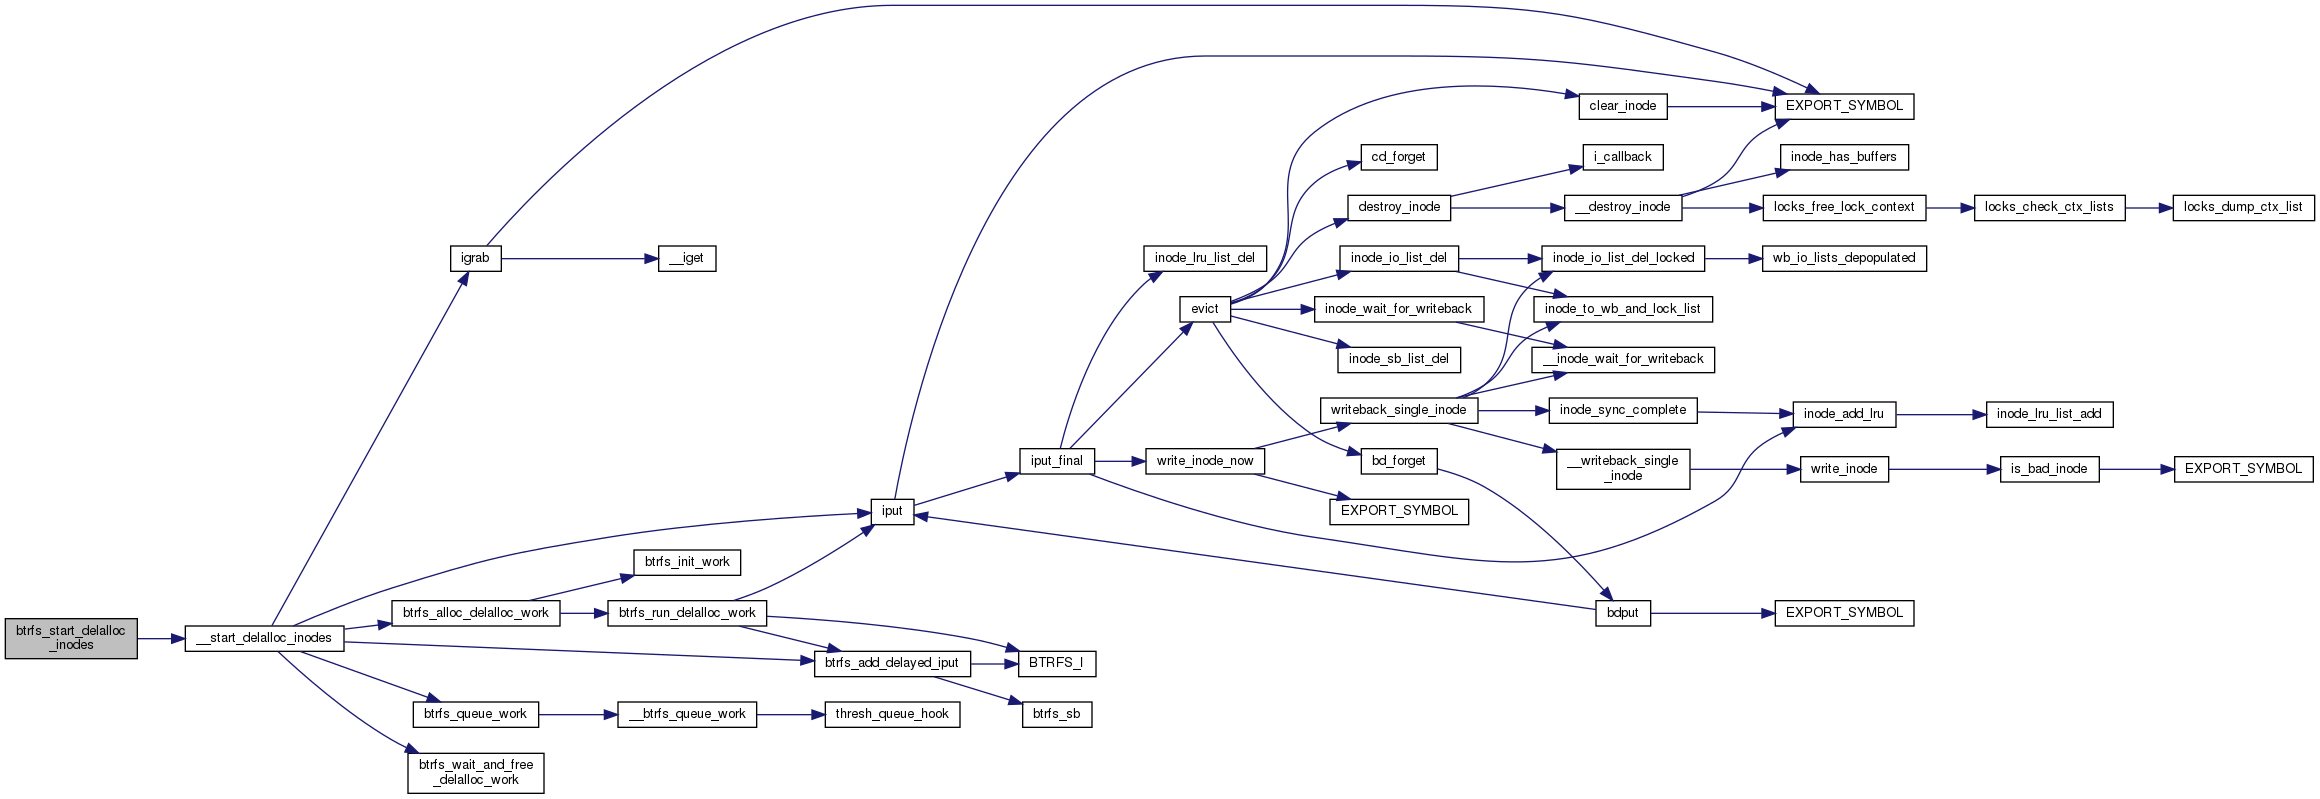 btrfs_start_delalloc
_inodes
__start_delalloc_inodes
igrab
__iget
btrfs_init_work
btrfs_alloc_delalloc_work
btrfs_run_delalloc_work
btrfs_add_delayed_iput
BTRFS_I
btrfs_sb
btrfs_queue_work
__btrfs_queue_work
thresh_queue_hook
btrfs_wait_and_free
_delalloc_work
iput
iput_final
inode_lru_list_del
evict
write_inode_now
clear_inode
cd_forget
destroy_inode
inode_io_list_del
inode_wait_for_writeback
inode_sb_list_del
writeback_single_inode
bd_forget
EXPORT_SYMBOL
i_callback
__destroy_inode
inode_io_list_del_locked
inode_to_wb_and_lock_list
__inode_wait_for_writeback
inode_sync_complete
__writeback_single
_inode
bdput
EXPORT_SYMBOL
inode_has_buffers
locks_free_lock_context
locks_check_ctx_lists
locks_dump_ctx_list
wb_io_lists_depopulated
inode_add_lru
inode_lru_list_add
write_inode
is_bad_inode
EXPORT_SYMBOL
EXPORT_SYMBOL